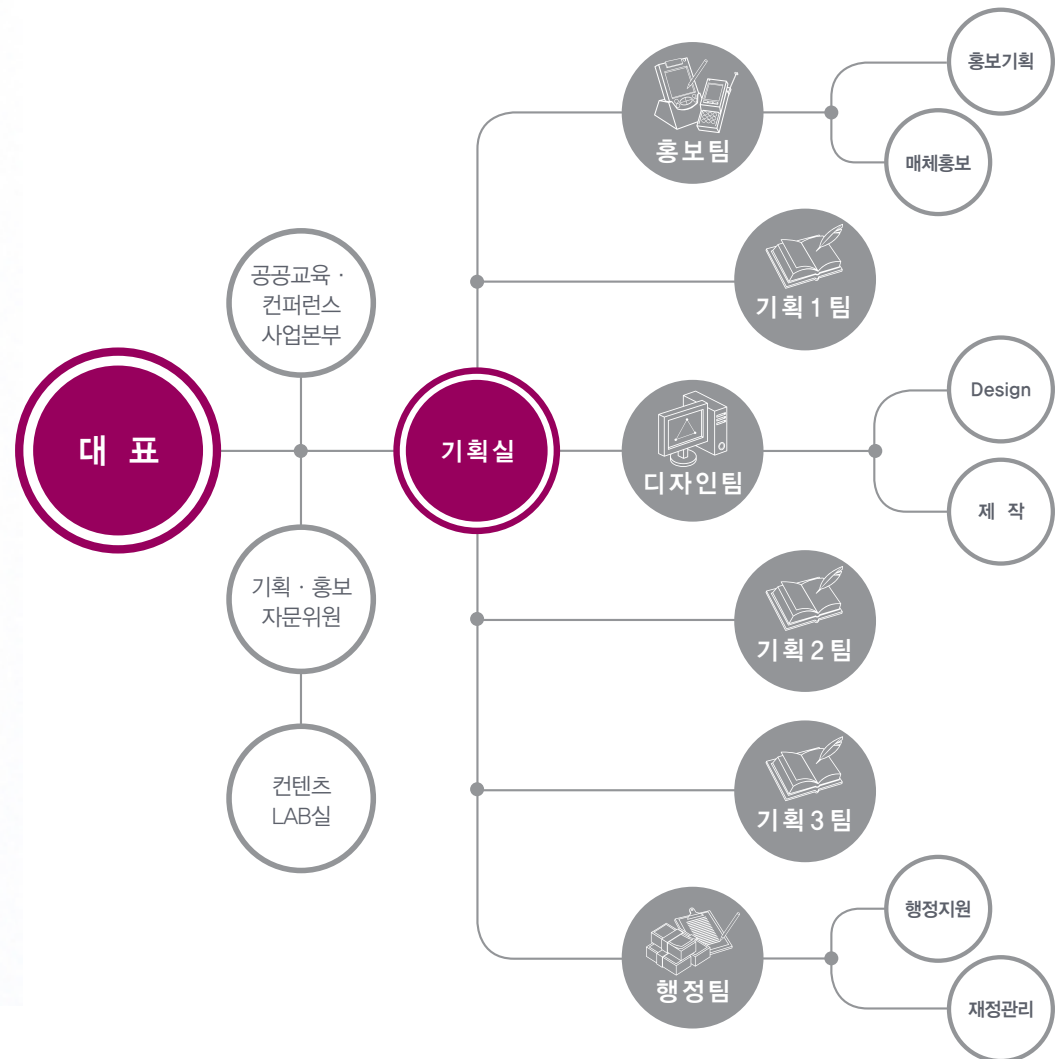 대 표
공공교육 ·
컨퍼런스
사업본부
기획 · 홍보
자문위원
컨텐츠
LAB실
기획실
홍보팀
홍보기획
매체홍보
기획1팀
디자인팀
Design
제 작
기획2팀
기획3팀
행정팀
행정지원
재정관리